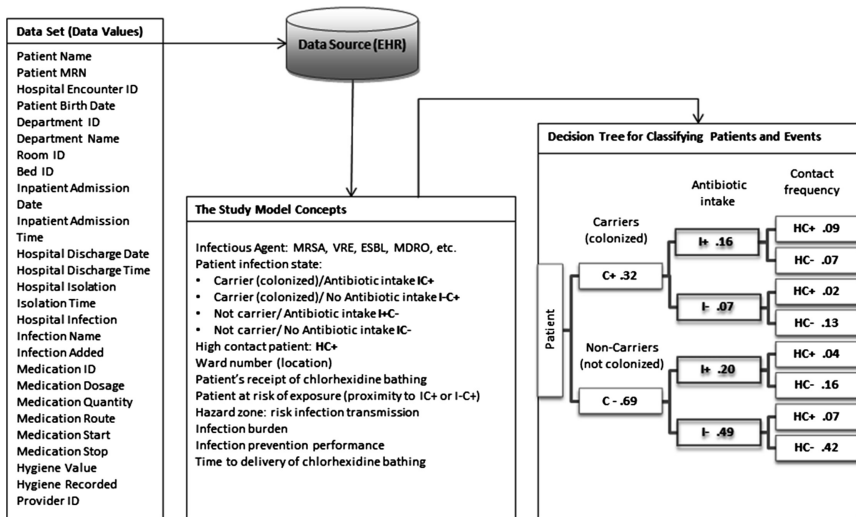 Data Set (Data Values)
Patient Name
Patient MRN
Hospital Encounter ID
Patient Birth Date
Department ID
Department Name
Room ID
Bed ID
Inpatient Admission
Date
Inpatient Admission
Time
Hospital Discharge Date
Hospital Discharge Time
Hospital Isolation
Isolation Time
Hospital Infection
Infection Name
Infection Added
Medication ID
Medication Dosage
Medication Quantity
Medication Route
Medication Start
Medication Stop
Hygiene Value
Hygiene Recorded
Provider ID
Data Source (EHR)
The Study Model Concepts
Infectious Agent: MRSA, VRE, ESBL, MDRO, etc.
Patient infection state:
• Carrier (colonized)/Antibiotic intake IC+
• Carrier (colonized)/ No Antibiotic intake I-C+
• Not carrier/ Antibiotic intake I+C-
• Not carrier/ No Antibiotic intake IC-
High contact patient: HC+
Ward number (location)
Patient's receipt of chlorhexidine bathing
Patient at risk of exposure (proximity to IC+ or I-C+)
Hazard zone: risk infection transmission
Infection burden
Infection prevention performance
Time to delivery of chlorhexidine bathing
Decision Tree for Classifying Patients and Events
Patient
Carriers
(colonized)
C+ .32
Non-Carriers
(not colonized)
C - .69
Antibiotic
intake
I+ .16
I- .07
I+ .20
I- .49
Contact
frequency
HC+ .09
HC- .07
HC+ .02
HC- .13
HC+ .04
HC- .16
HC+ .07
HC- .42